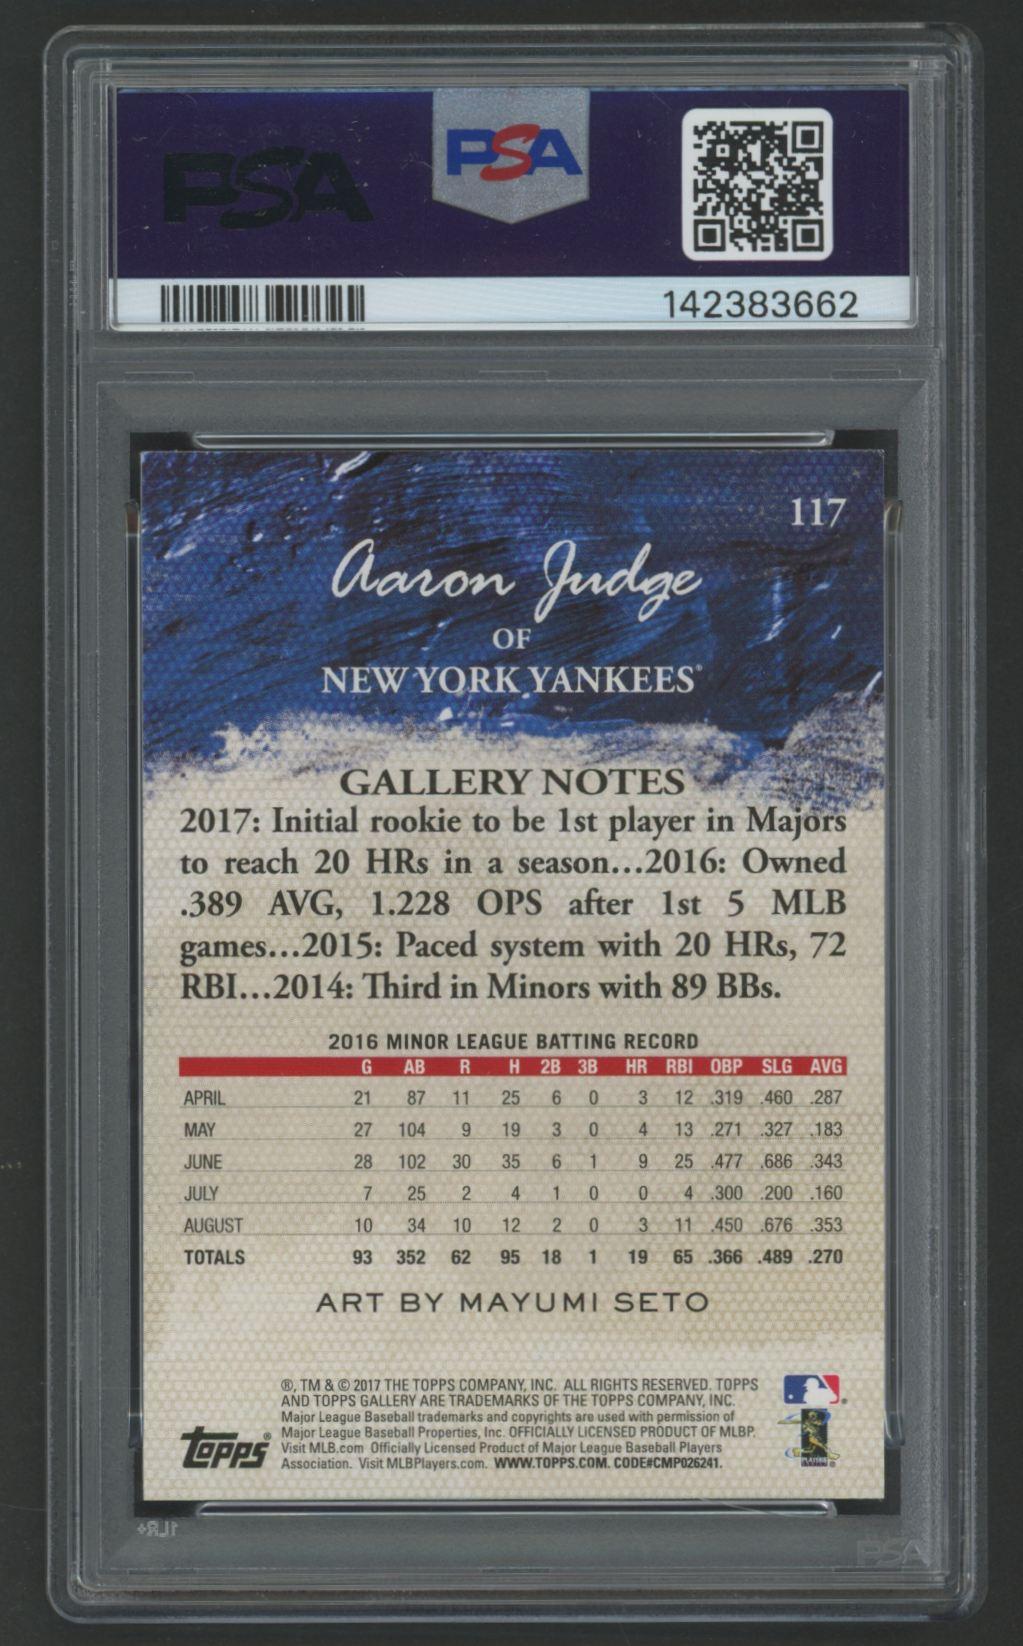 PSA
PSA
142383662
117
Aaron Judge
OF
NEW YORK YANKEES®
GALLERY NOTES
2017: Initial rookie to be 1st player in Majors
to reach 20 HRs in a season...2016: Owned
.389 AVG, 1.228 OPS after 1st 5 MLB
games...2015: Paced system with 20 HRs, 72
RBI...2014: Third in Minors with 89 BBs.
2016 MINOR LEAGUE BATTING RECORD
G AB R H 2B 3B HR RBI OBP SLG AVG
APRIL 21 87 11 25 6 0 3 12 .319 .460 .287
MAY 27 104 9 19 3 0 4 13 .271 .327 .183
JUNE 28 102 30 35 6 1 9 25 .477 .686 .343
JULY 7 25 2 4 1 0 0 4 .300 .200 .160
AUGUST 10 34 10 12 2 0 3 11 .450 .676 .353
TOTALS 93 352 62 95 18 1 19 65 .366 .489 .270
ART BY MAYUMI SETO
®, TM & © 2017 THE TOPPS COMPANY, INC. ALL RIGHTS RESERVED. TOPPS
AND TOPPS GALLERY ARE TRADEMARKS OF THE TOPPS COMPANY, INC.
Major League Baseball trademarks and copyrights are used with permission of
Major League Baseball Properties, Inc. OFFICIALLY LICENSED PRODUCT OF MLBP.
Visit MLB.com Officially Licensed Product of Major League Baseball Players
Association. Visit MLBPlayers.com. WWW.TOPPS.COM. CODE#CMP026241.
topps®
PLAYERS
1LR+
PSA